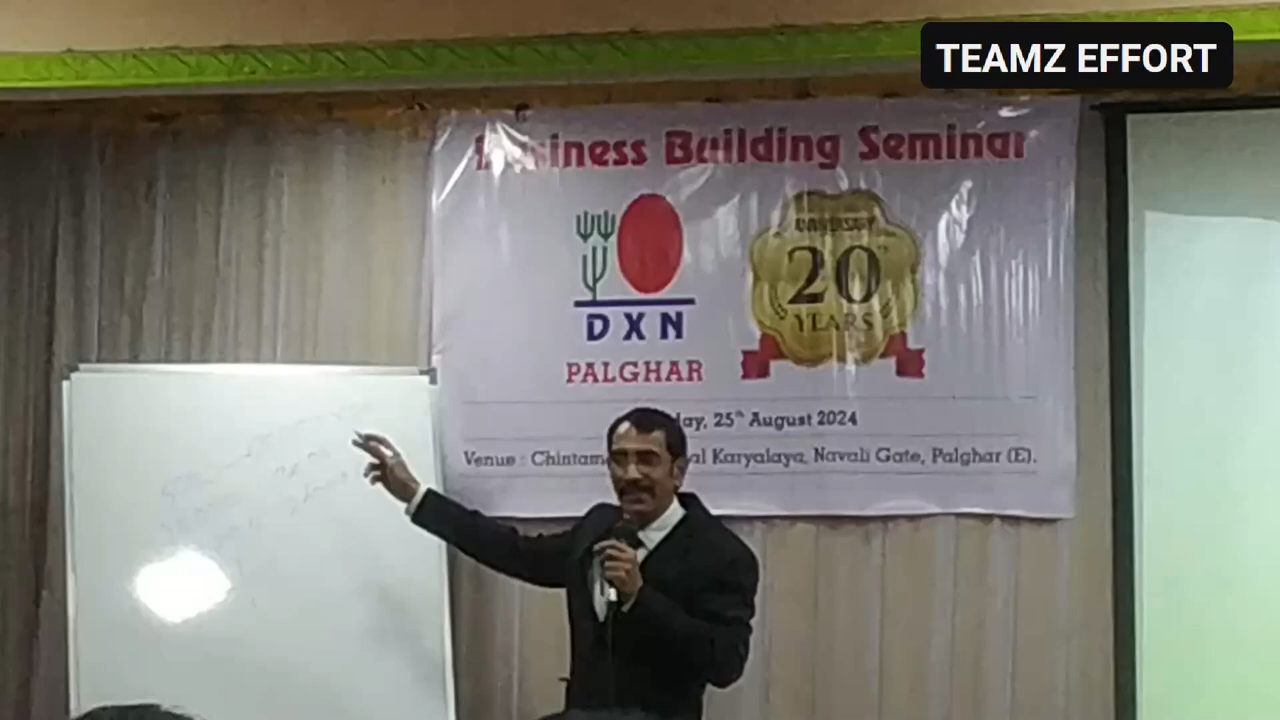 TEAMZ EFFORT
Building Seminar
20
YEARS
DXN
PALGHAR
25th August 2024
Venue : Karyalaya, Navali Gate, Palghar (E).